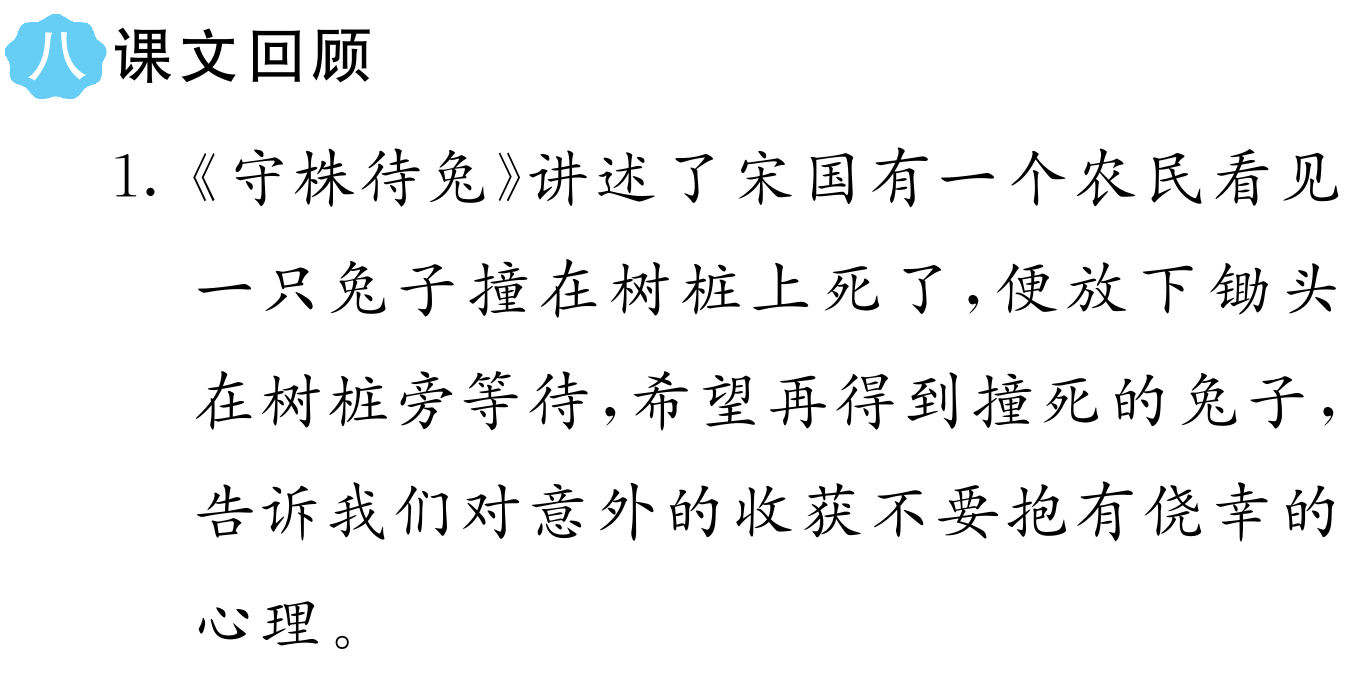 八 课文回顾
1.《守株待兔》讲述了宋国有一个农民看见
一只兔子撞在树桩上死了，便放下锄头
在树桩旁等待，希望再得到撞死的兔子，
告诉我们对意外的收获不要抱有侥幸的
心理。